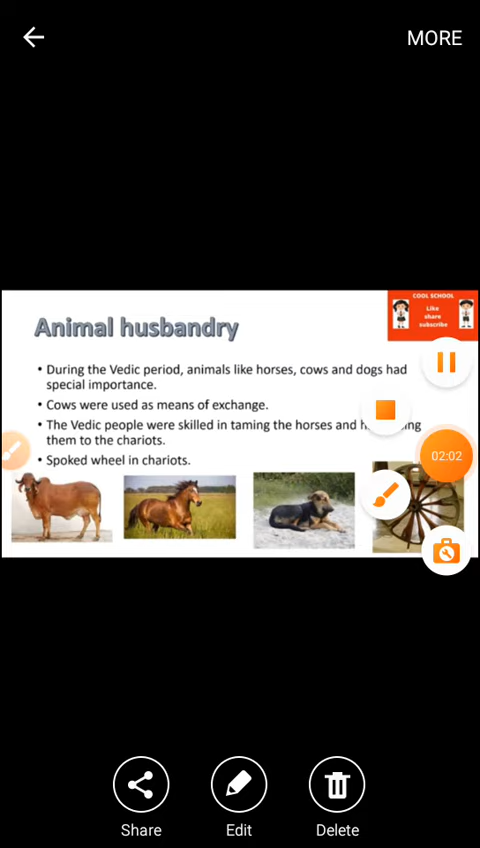 MORE
COOL SCHOOL
Like
share
subscribe
Animal husbandry
• During the Vedic period, animals like horses, cows and dogs had
special importance.
• Cows were used as means of exchange.
• The Vedic people were skilled in taming the horses and
them to the chariots.
• Spoked wheel in chariots.
02:02
Share
Edit
Delete